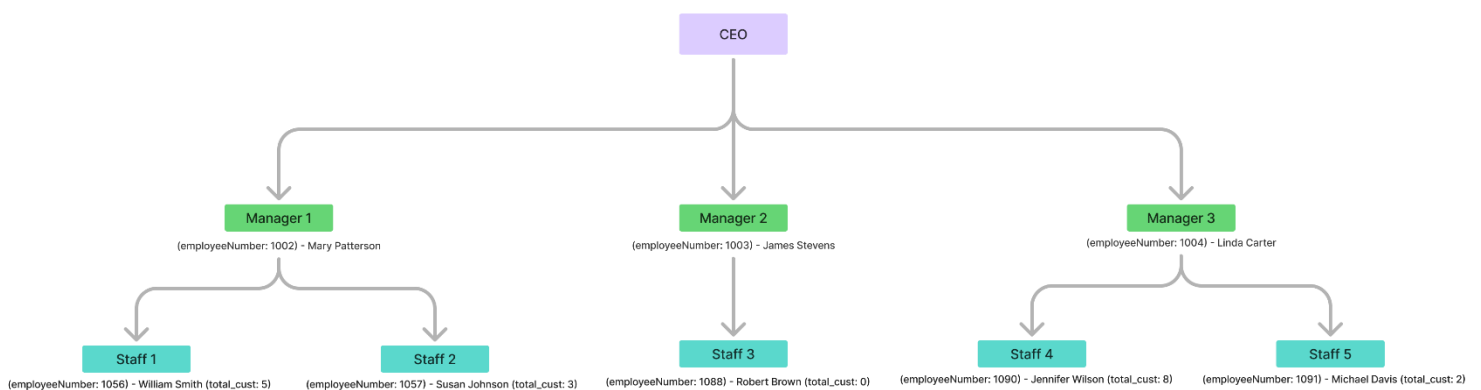 CEO
Manager 1
(employeeNumber: 1002) - Mary Patterson
Manager 2
(employeeNumber: 1003) - James Stevens
Manager 3
(employeeNumber: 1004) - Linda Carter
Staff 1
(employeeNumber: 1056) - William Smith (total_cust: 5)
Staff 2
(employeeNumber: 1057) - Susan Johnson (total_cust: 3)
Staff 3
(employeeNumber: 1088) - Robert Brown (total_cust: 0)
Staff 4
(employeeNumber: 1090) - Jennifer Wilson (total_cust: 8)
Staff 5
(employeeNumber: 1091) - Michael Davis (total_cust: 2)